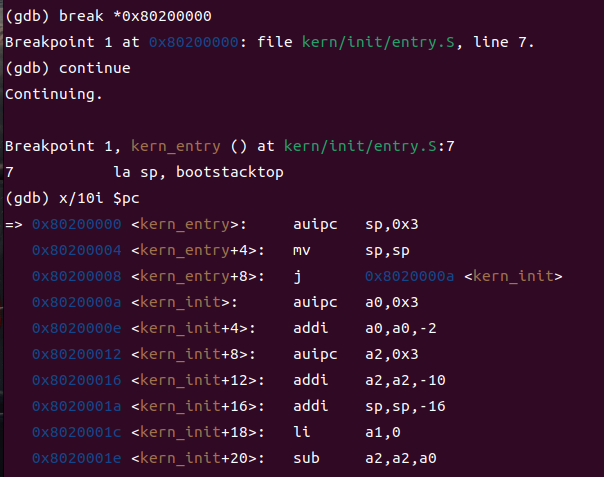 (gdb) break *0x80200000
Breakpoint 1 at 0x80200000: file kern/init/entry.S, line 7.
(gdb) continue
Continuing.

Breakpoint 1, kern_entry () at kern/init/entry.S:7
7           la sp, bootstacktop
(gdb) x/10i $pc
=> 0x80200000 <kern_entry>:     auipc   sp,0x3
   0x80200004 <kern_entry+4>:   mv      sp,sp
   0x80200008 <kern_entry+8>:   j       0x8020000a <kern_init>
   0x8020000a <kern_init>:      auipc   a0,0x3
   0x8020000e <kern_init+4>:    addi    a0,a0,-2
   0x80200012 <kern_init+8>:    auipc   a2,0x3
   0x80200016 <kern_init+12>:   addi    a2,a2,-10
   0x8020001a <kern_init+16>:   addi    sp,sp,-16
   0x8020001c <kern_init+18>:   li      a1,0
   0x8020001e <kern_init+20>:   sub     a2,a2,a0